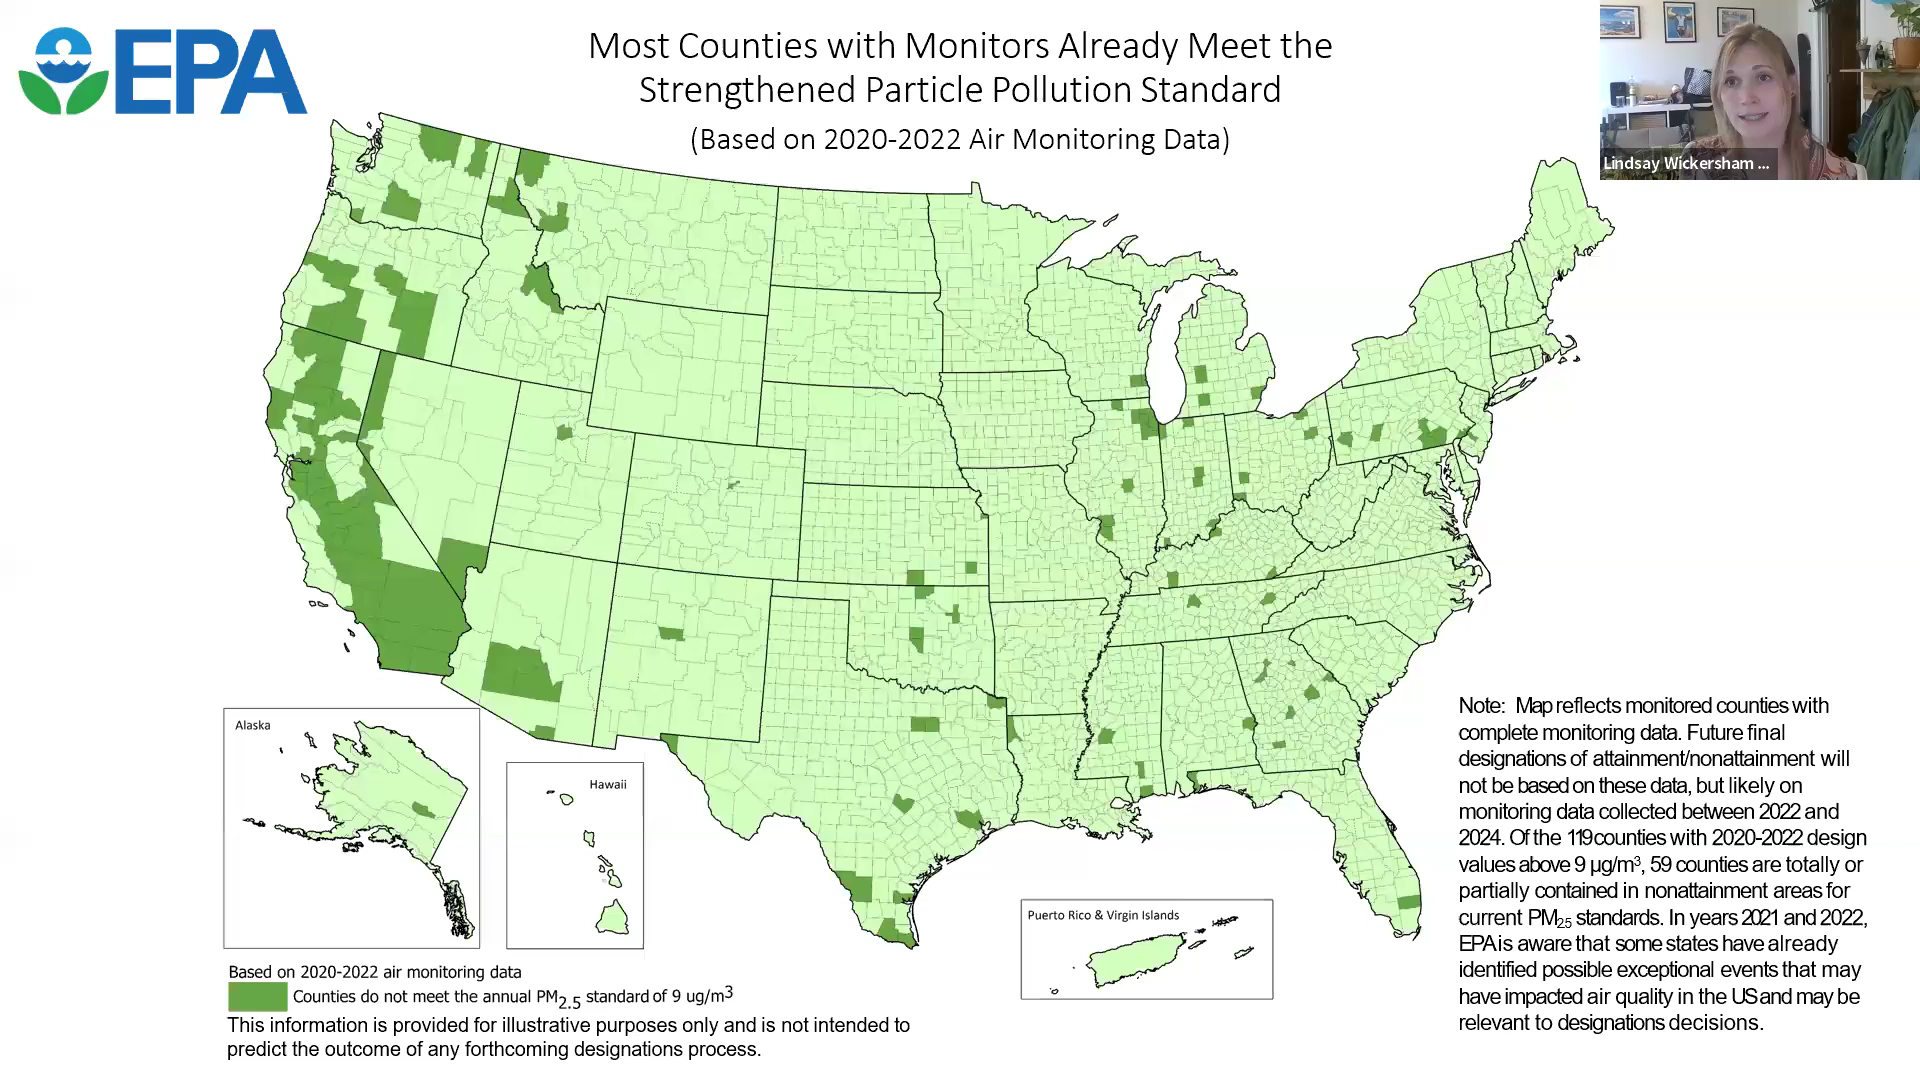 EPA
Most Counties with Monitors Already Meet the
Strengthened Particle Pollution Standard
(Based on 2020-2022 Air Monitoring Data)
Lindsay Wickersham ...
Alaska
Hawaii
Puerto Rico & Virgin Islands
Based on 2020-2022 air monitoring data
Counties do not meet the annual PM2.5 standard of 9 ug/m3
This information is provided for illustrative purposes only and is not intended to
predict the outcome of any forthcoming designations process.
Note: Map reflects monitored counties with
complete monitoring data. Future final
designations of attainment/nonattainment will
not be based on these data, but likely on
monitoring data collected between 2022 and
2024. Of the 119 counties with 2020-2022 design
values above 9 µg/m³, 59 counties are totally or
partially contained in nonattainment areas for
current PM2.5 standards. In years 2021 and 2022,
EPA is aware that some states have already
identified possible exceptional events that may
have impacted air quality in the US and may be
relevant to designations decisions.